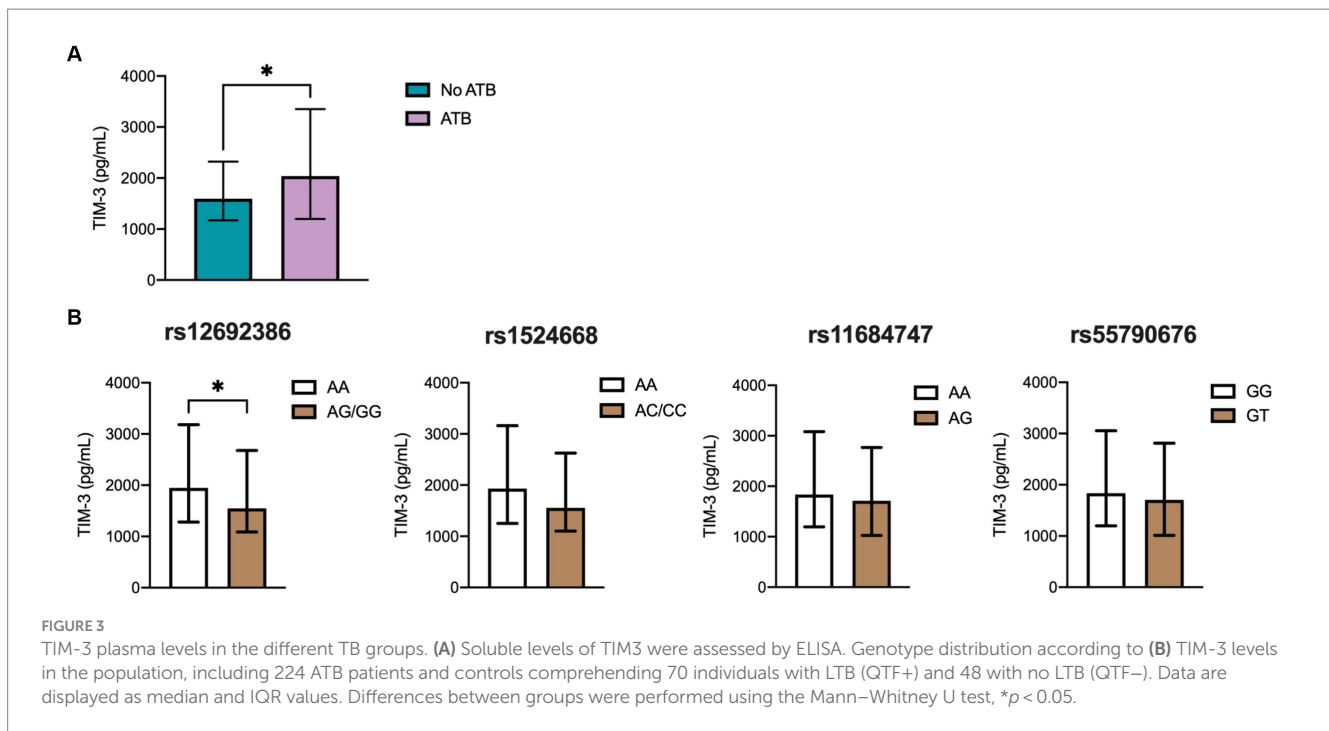 A
*
4000
3000
2000
1000
0
TIM-3 (pg/mL)
No ATB
ATB
B
rs12692386
*
4000
3000
2000
1000
0
TIM-3 (pg/mL)
AA
AG/GG
rs1524668
4000
3000
2000
1000
0
TIM-3 (pg/mL)
AA
AC/CC
rs11684747
4000
3000
2000
1000
0
TIM-3 (pg/mL)
AA
AG
rs55790676
4000
3000
2000
1000
0
TIM-3 (pg/mL)
GG
GT
FIGURE 3
TIM-3 plasma levels in the different TB groups. (A) Soluble levels of TIM3 were assessed by ELISA. Genotype distribution according to (B) TIM-3 levels
in the population, including 224 ATB patients and controls comprehending 70 individuals with LTB (QTF+) and 48 with no LTB (QTF−). Data are
displayed as median and IQR values. Differences between groups were performed using the Mann–Whitney U test, *p < 0.05.